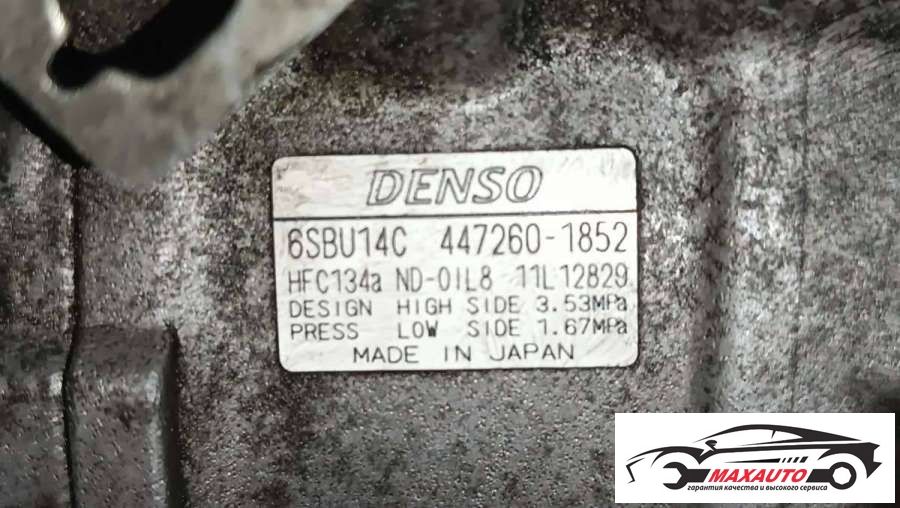 DENSO
6SBU14C 447260-1852
HFC134a ND-OIL8 11L12829
DESIGN HIGH SIDE 3.53MPa
PRESS LOW SIDE 1.67MPa
MADE IN JAPAN
MAXAUTO
гарантия качества и высокого сервиса